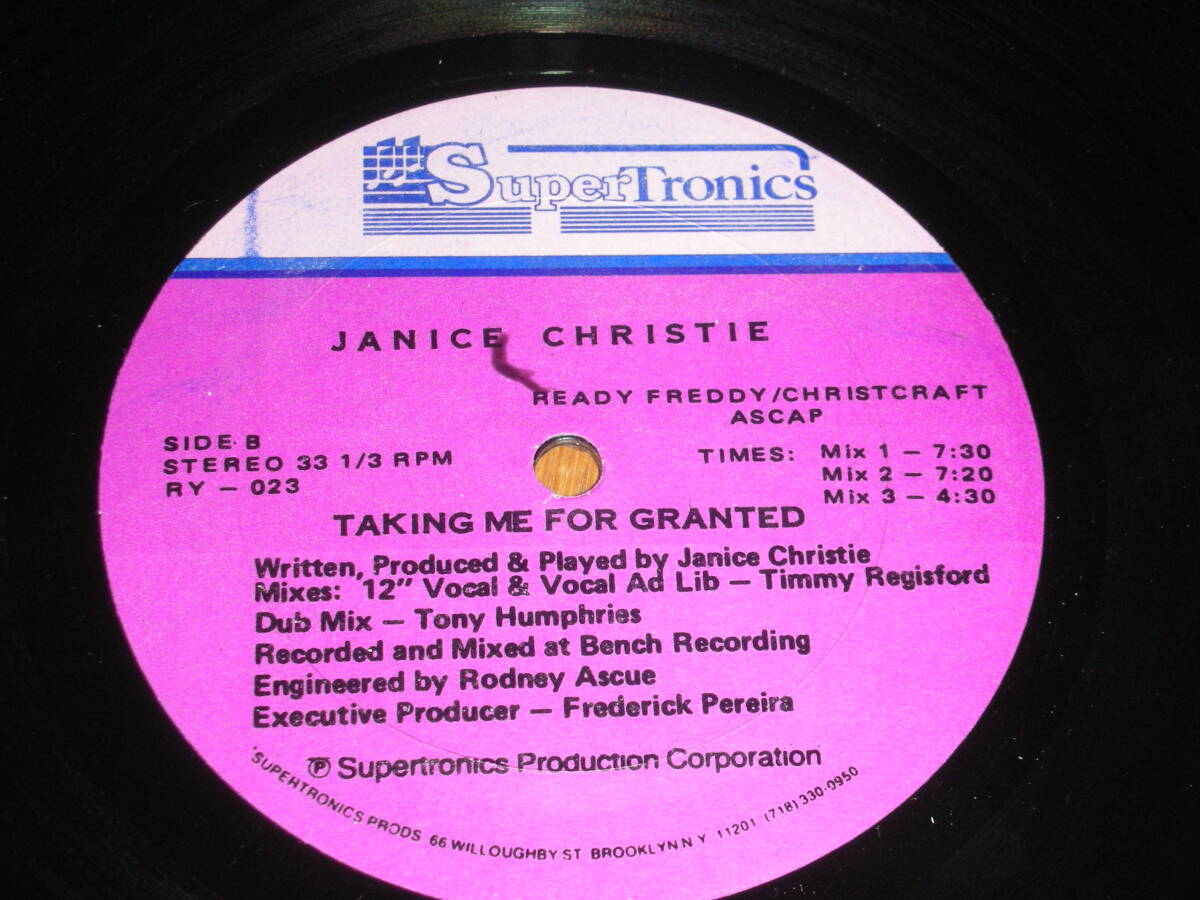 SuperTronics
JANICE CHRISTIE
READY FREDDY/CHRISTCRAFT
ASCAP
SIDE B
STEREO 33 1/3 RPM
RY – 023
TIMES: Mix 1 – 7:30
Mix 2 – 7:20
Mix 3 – 4:30
TAKING ME FOR GRANTED
Written, Produced & Played by Janice Christie
Mixes: 12" Vocal & Vocal Ad Lib – Timmy Regisford
Dub Mix – Tony Humphries
Recorded and Mixed at Bench Recording
Engineered by Rodney Ascue
Executive Producer – Frederick Pereira
℗ Supertronics Production Corporation
SUPERTRONICS PRODS 66 WILLOUGHBY ST BROOKLYN N Y 11201 (718) 330-0950